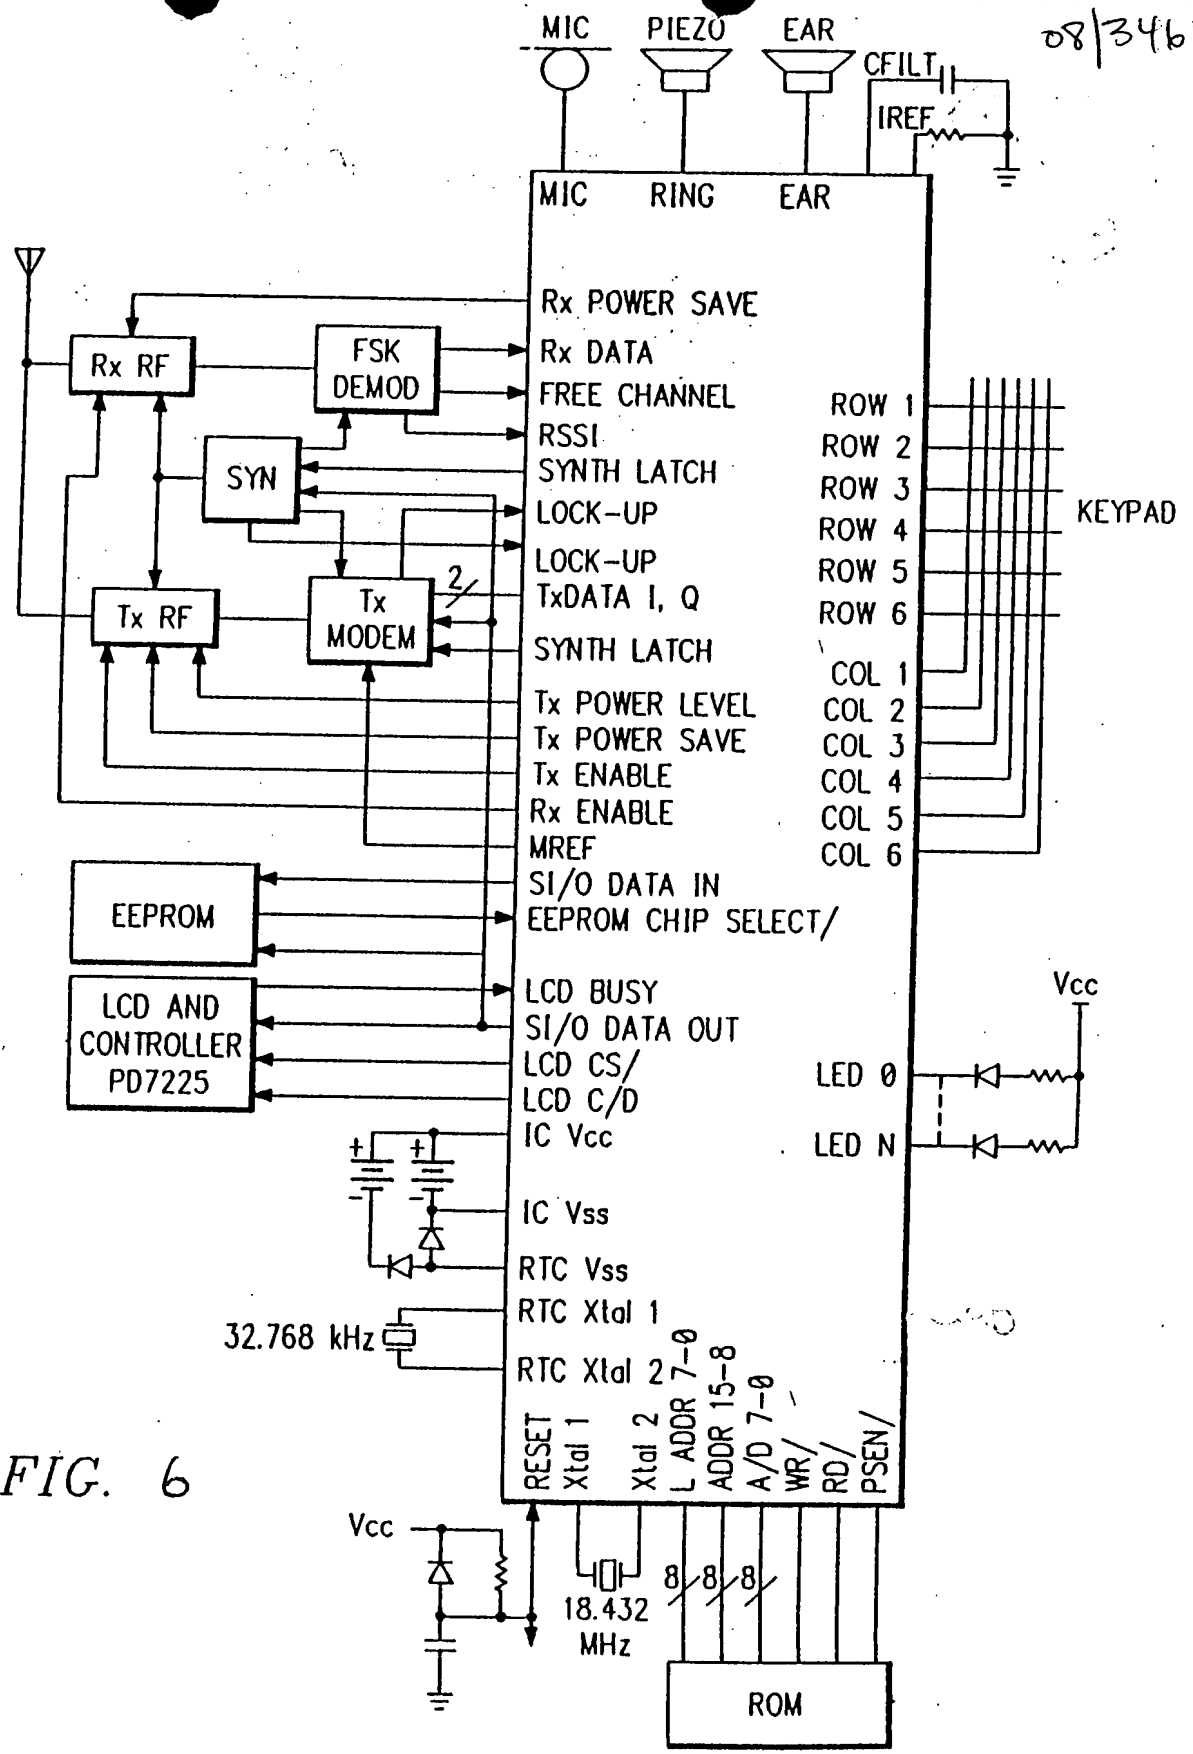 08/346
MIC PIEZO EAR
CFILT
IREF
MIC RING EAR
Rx POWER SAVE
Rx RF
FSK DEMOD
Rx DATA
FREE CHANNEL
RSSI
SYN
SYNTH LATCH
LOCK-UP
LOCK-UP
2
TxDATA I, Q
Tx RF
Tx MODEM
SYNTH LATCH
Tx POWER LEVEL
Tx POWER SAVE
Tx ENABLE
Rx ENABLE
MREF
SI/O DATA IN
EEPROM
EEPROM CHIP SELECT/
LCD AND
CONTROLLER
PD7225
LCD BUSY
SI/O DATA OUT
LCD CS/
LCD C/D
ROW 1
ROW 2
ROW 3
ROW 4
ROW 5
ROW 6
KEYPAD
COL 1
COL 2
COL 3
COL 4
COL 5
COL 6
Vcc
LED 0
LED N
+ +
- -
IC Vcc
IC Vss
RTC Vss
32.768 kHz
RTC Xtal 1
RTC Xtal 2
RESET
Xtal 1
Xtal 2
L ADDR 7-0
ADDR 15-8
A/D 7-0
WR/
RD/
PSEN/
FIG. 6
Vcc
18.432
MHz
8 8 8
ROM